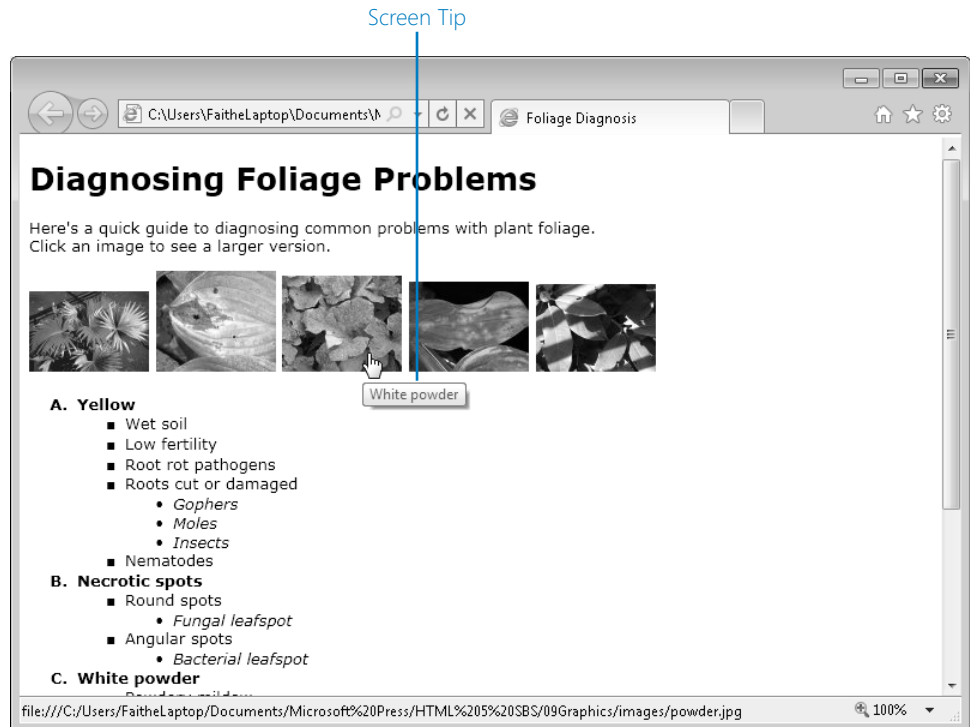 Screen Tip
C:\Users\FaitheLaptop\Documents\M
Foliage Diagnosis
Diagnosing Foliage Problems
Here's a quick guide to diagnosing common problems with plant foliage.
Click an image to see a larger version.
White powder
A. Yellow
■ Wet soil
■ Low fertility
■ Root rot pathogens
■ Roots cut or damaged
• Gophers
• Moles
• Insects
■ Nematodes
B. Necrotic spots
■ Round spots
• Fungal leafspot
■ Angular spots
• Bacterial leafspot
C. White powder
■ Powdery mildew
file:///C:/Users/FaitheLaptop/Documents/Microsoft%20Press/HTML%205%20SBS/09Graphics/images/powder.jpg
100%